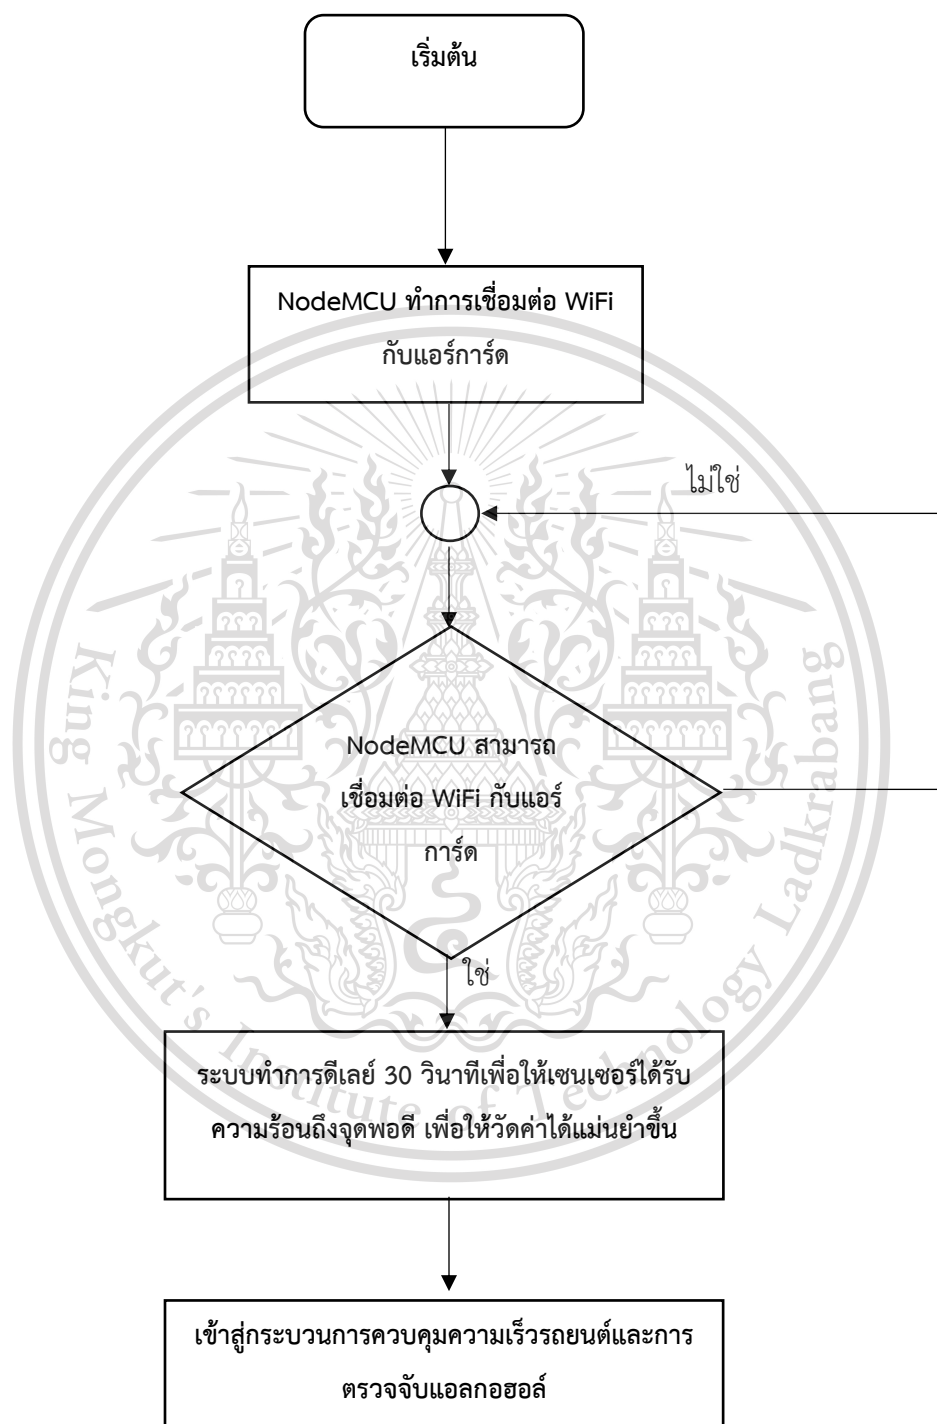 เริ่มต้น
NodeMCU ทำการเชื่อมต่อ WiFi
กับแอร์การ์ด
ไม่ใช่
NodeMCU สามารถ
เชื่อมต่อ WiFi กับแอร์
การ์ด
ใช่
ระบบทำการดีเลย์ 30 วินาทีเพื่อให้เซนเซอร์ได้รับ
ความร้อนถึงจุดพอดี เพื่อให้วัดค่าได้แม่นยำขึ้น
เข้าสู่กระบวนการควบคุมความเร็วรถยนต์และการ
ตรวจจับแอลกอฮอล์
King Mongkut's Institute of Technology Ladkrabang